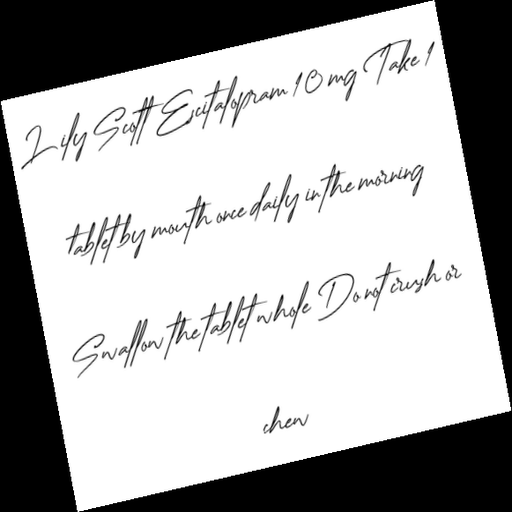 Lily Scott Escitalopram 10 mg Take 1
tablet by mouth once daily in the morning
Swallow the tablet whole Do not crush or
chew